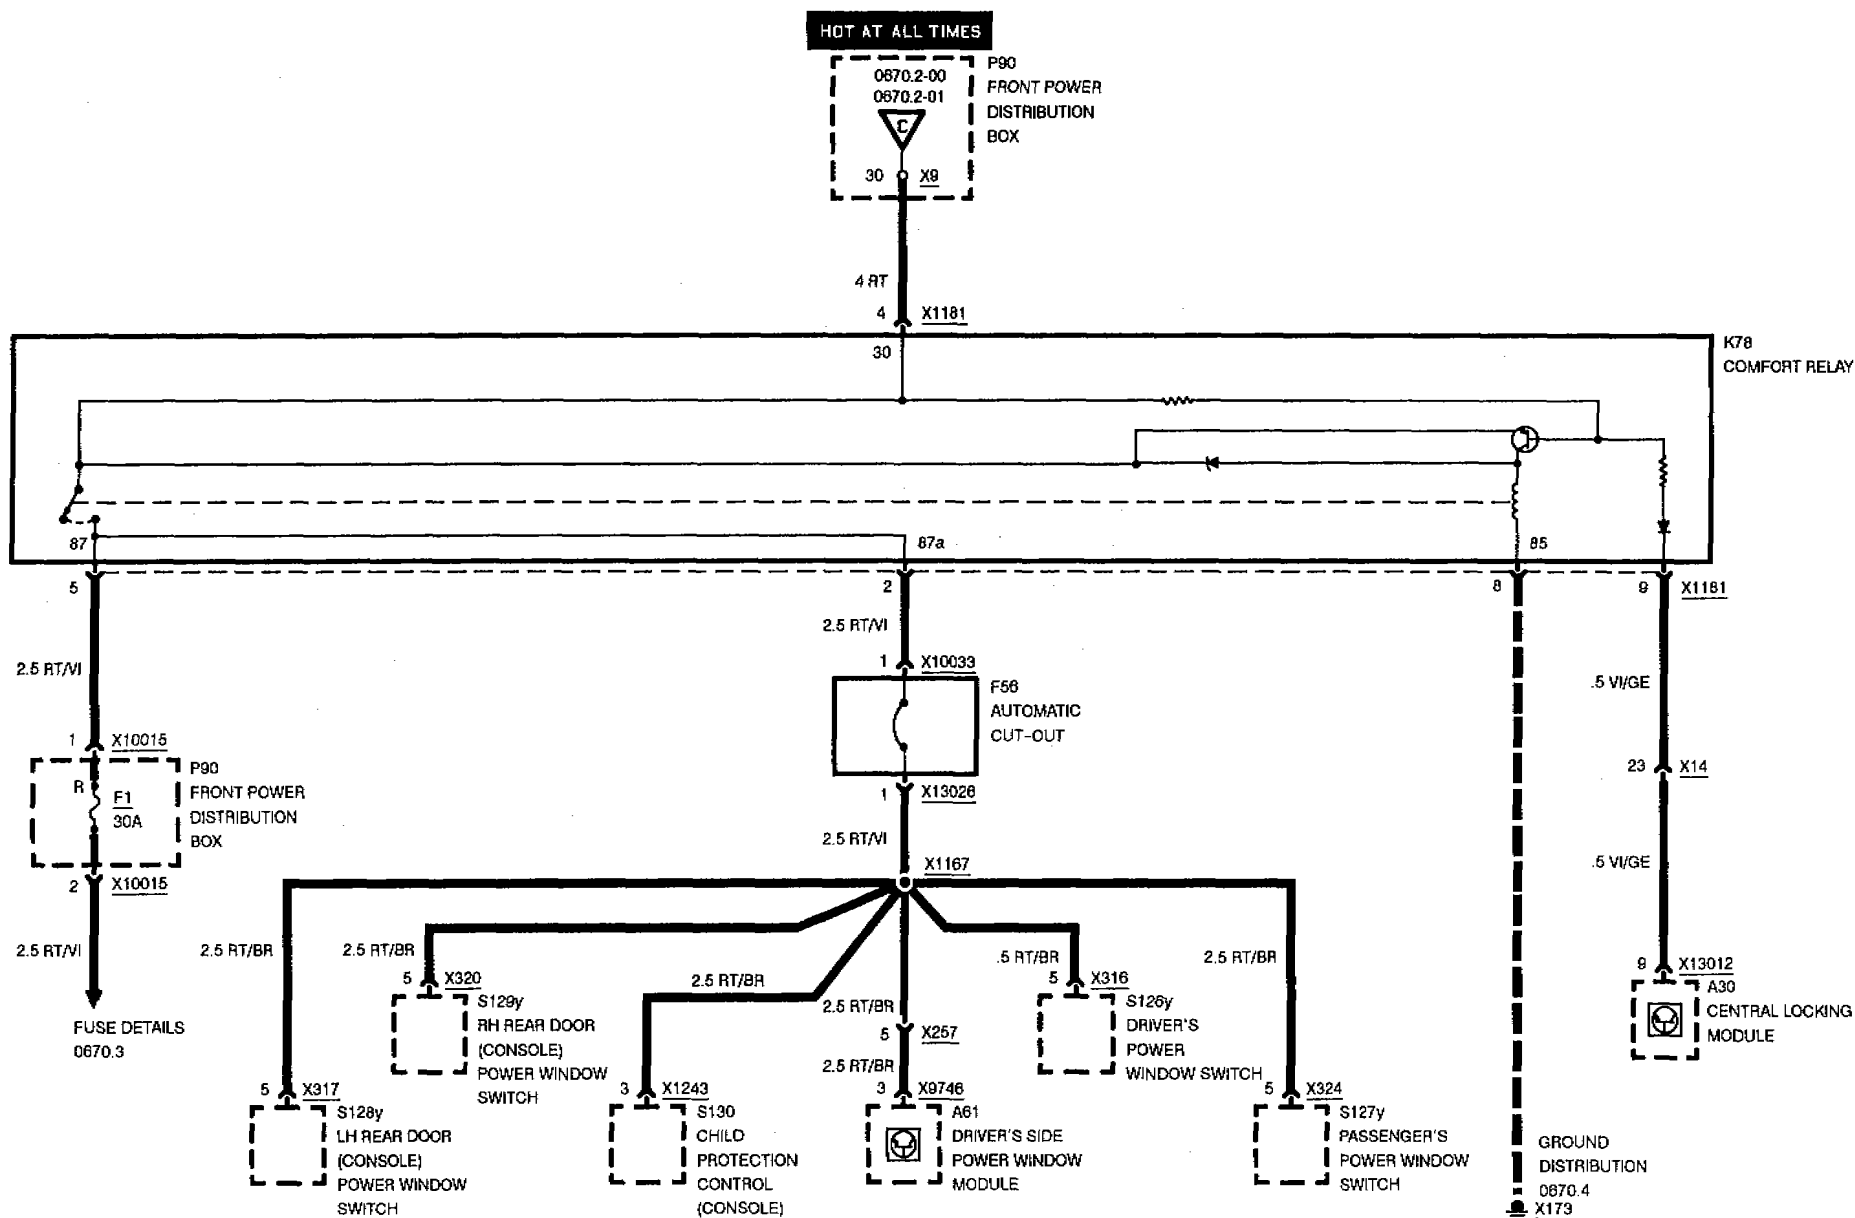 HOT AT ALL TIMES
0670.2-00
0670.2-01
C
30 X9
P90
FRONT POWER
DISTRIBUTION
BOX
4 RT
4 X1181
30
K78
COMFORT RELAY
87
87a
85
5
2
8
9 X1181
2.5 RT/VI
2.5 RT/VI
.5 VI/GE
1 X10033
F56
AUTOMATIC
CUT-OUT
1 X10015
R
F1
30A
P90
FRONT POWER
DISTRIBUTION
BOX
23 X14
1 X13026
2.5 RT/VI
.5 VI/GE
2 X10015
X1167
2.5 RT/VI
2.5 RT/BR
2.5 RT/BR
2.5 RT/BR
2.5 RT/BR
.5 RT/BR
2.5 RT/BR
5 X320
S129y
RH REAR DOOR
(CONSOLE)
POWER WINDOW
SWITCH
5 X257
2.5 RT/BR
5 X316
S126y
DRIVER'S
POWER
WINDOW SWITCH
9 X13012
A30
CENTRAL LOCKING
MODULE
FUSE DETAILS
0670.3
5 X317
S128y
LH REAR DOOR
(CONSOLE)
POWER WINDOW
SWITCH
3 X1243
S130
CHILD
PROTECTION
CONTROL
(CONSOLE)
3 X9746
A61
DRIVER'S SIDE
POWER WINDOW
MODULE
5 X324
S127y
PASSENGER'S
POWER WINDOW
SWITCH
GROUND
DISTRIBUTION
0670.4
X173